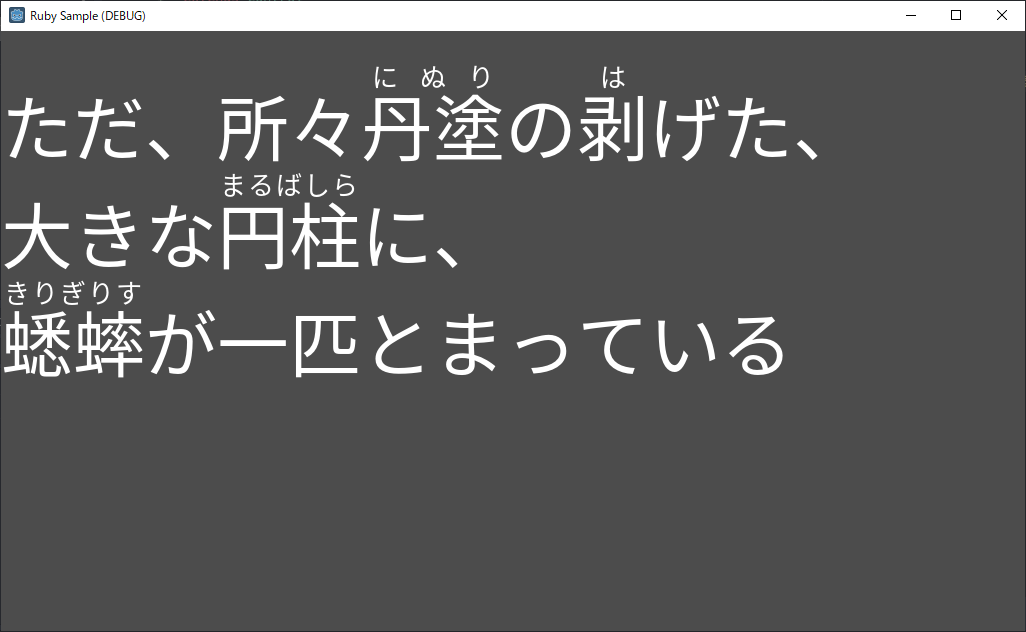 Ruby Sample (DEBUG)
にぬり は
ただ、所々丹塗の剥げた、
まるばしら
大きな円柱に、
きりぎりす
蟋蟀が一匹とまっている